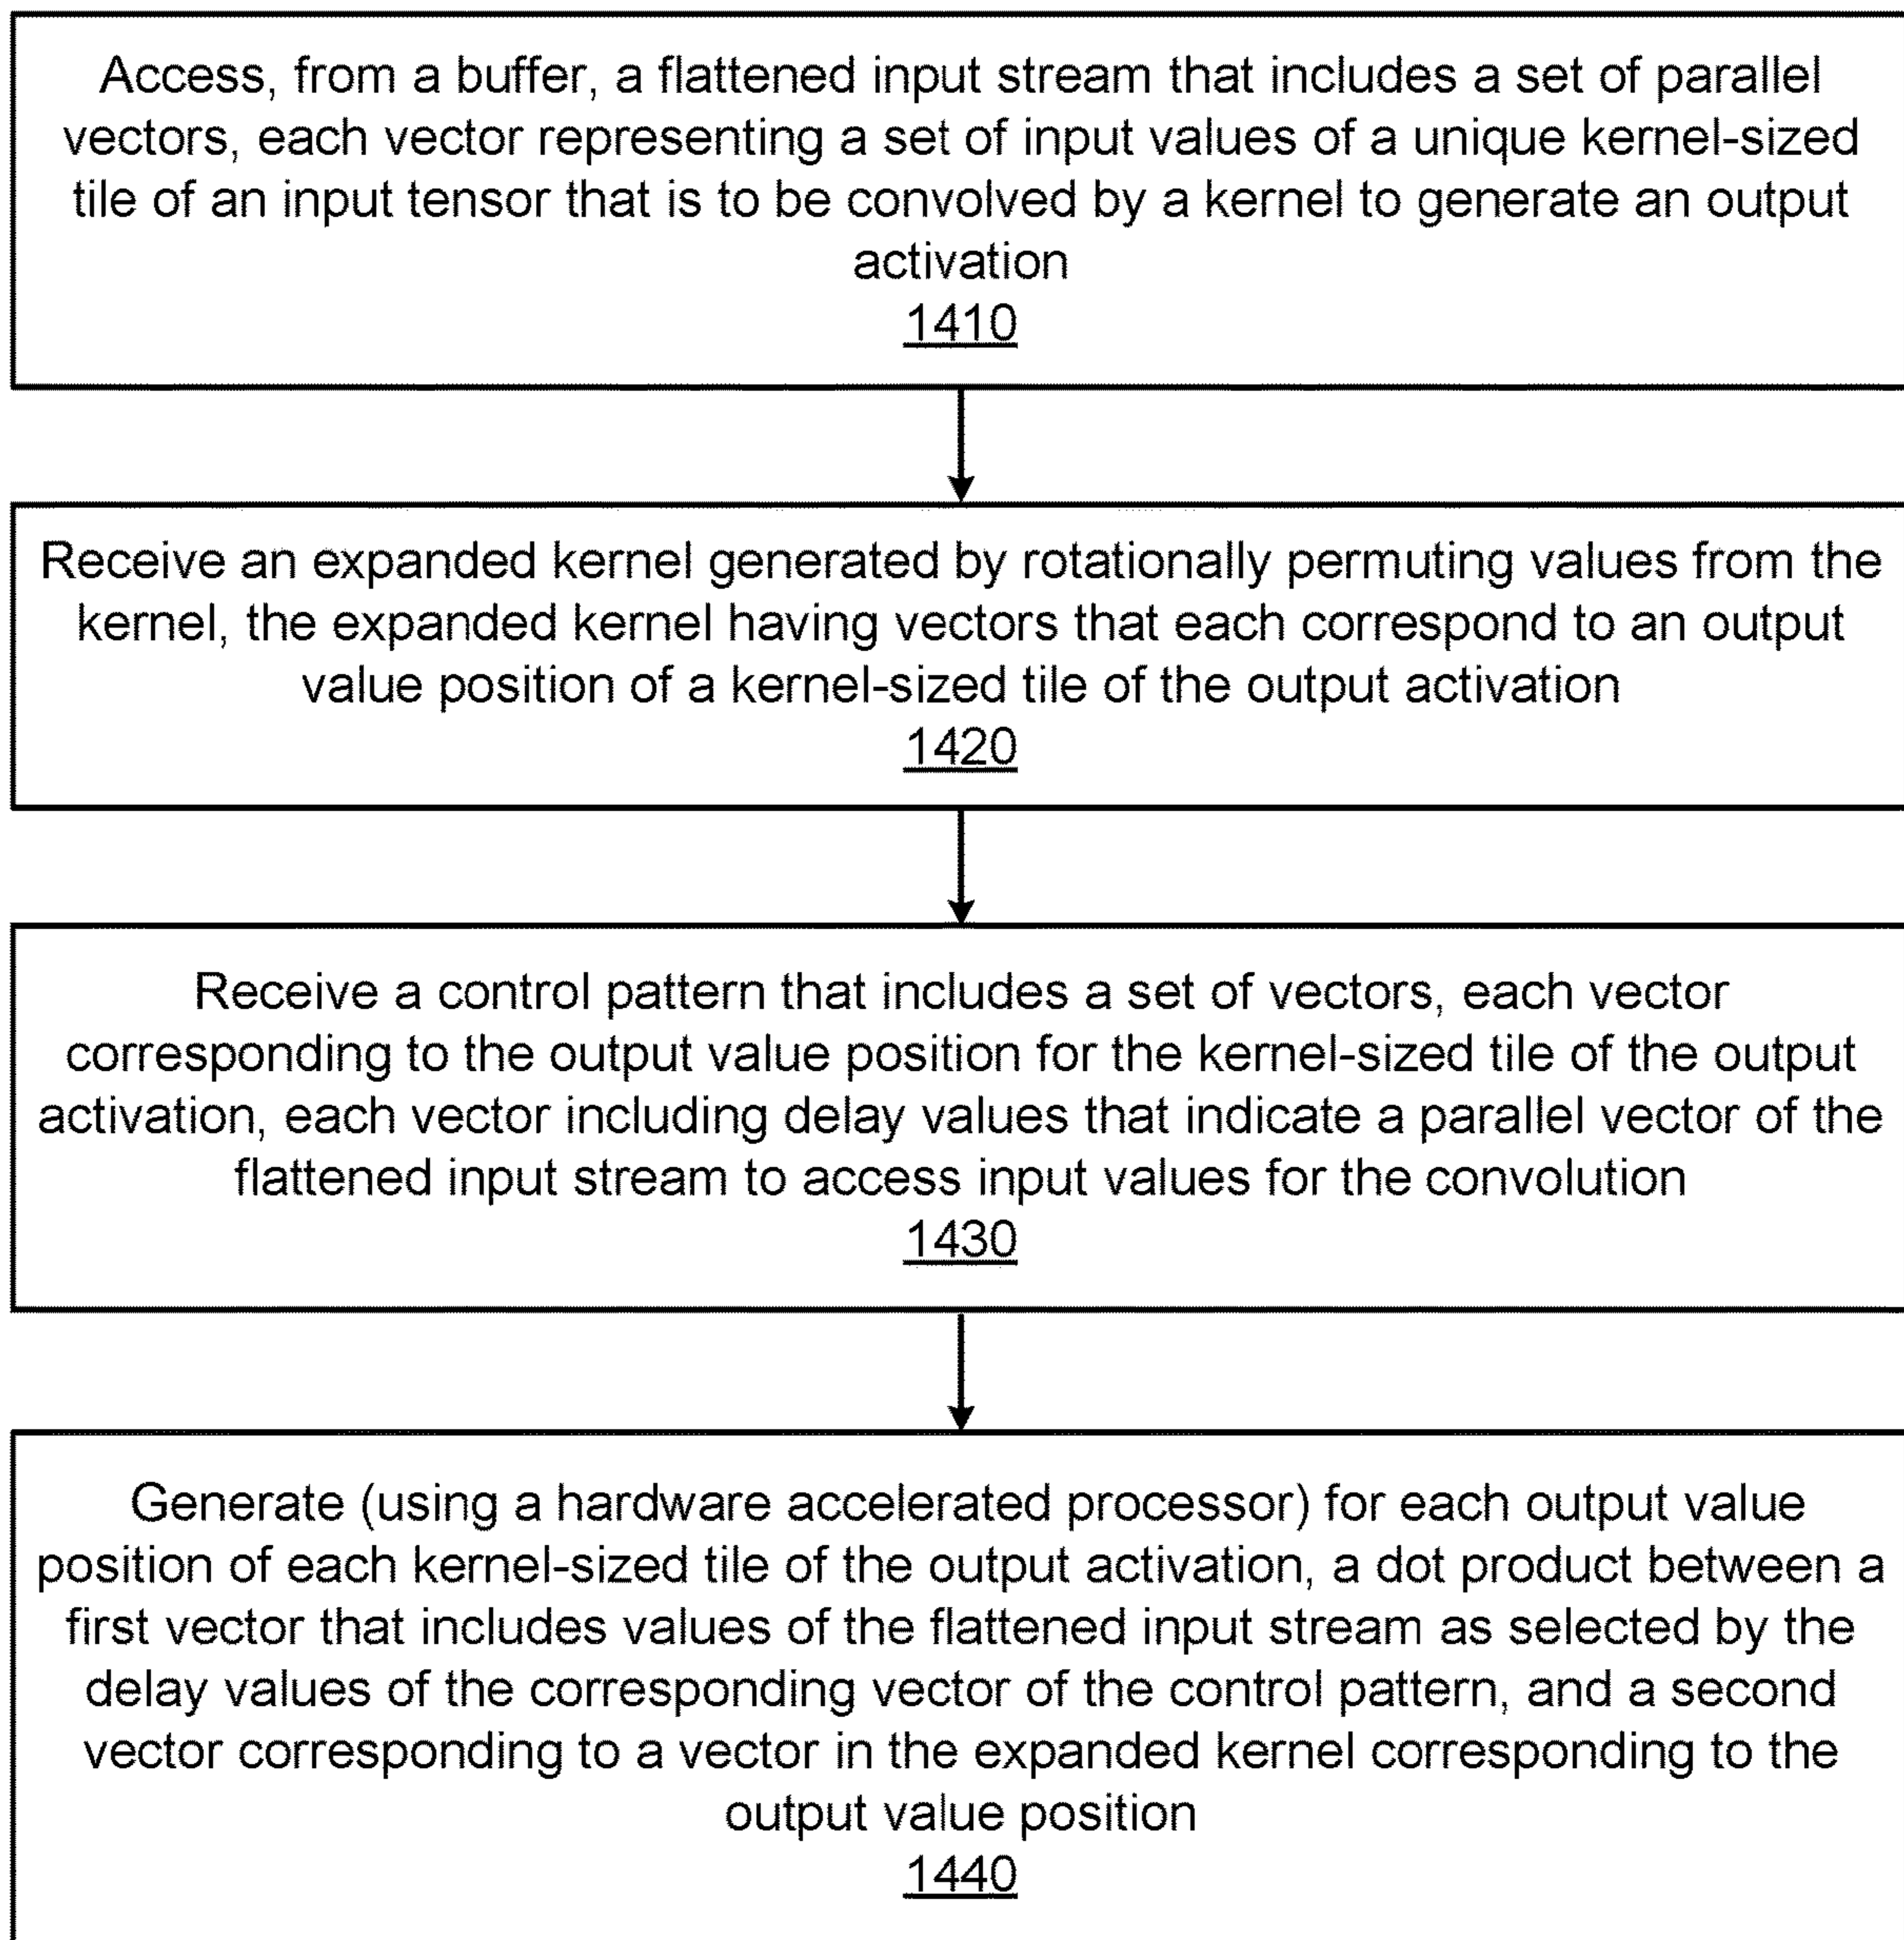 Access, from a buffer, a flattened input stream that includes a set of parallel
vectors, each vector representing a set of input values of a unique kernel-sized
tile of an input tensor that is to be convolved by a kernel to generate an output
activation
1410
Receive an expanded kernel generated by rotationally permuting values from the
kernel, the expanded kernel having vectors that each correspond to an output
value position of a kernel-sized tile of the output activation
1420
Receive a control pattern that includes a set of vectors, each vector
corresponding to the output value position for the kernel-sized tile of the output
activation, each vector including delay values that indicate a parallel vector of the
flattened input stream to access input values for the convolution
1430
Generate (using a hardware accelerated processor) for each output value
position of each kernel-sized tile of the output activation, a dot product between a
first vector that includes values of the flattened input stream as selected by the
delay values of the corresponding vector of the control pattern, and a second
vector corresponding to a vector in the expanded kernel corresponding to the
output value position
1440